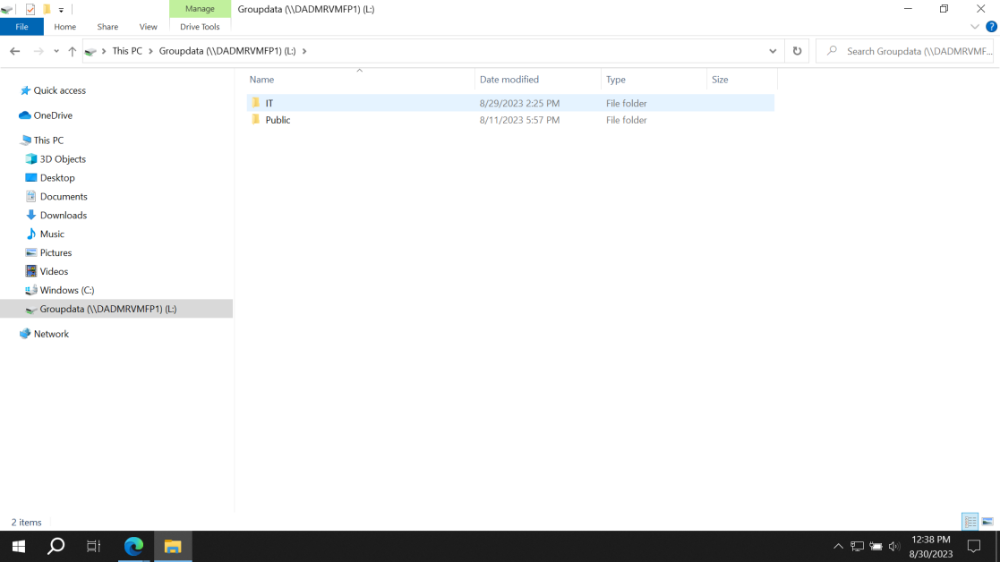 Manage
Groupdata (\\DADMRVMFP1) (L:)
File
Home
Share
View
Drive Tools
?
This PC
Groupdata (\\DADMRVMFP1) (L:)
Search Groupdata (\\DADMRVMF...
Name
Date modified
Type
Size
IT
8/29/2023 2:25 PM
File folder
Public
8/11/2023 5:57 PM
File folder
Quick access
OneDrive
This PC
3D Objects
Desktop
Documents
Downloads
Music
Pictures
Videos
Windows (C:)
Groupdata (\\DADMRVMFP1) (L:)
Network
2 items
12:38 PM
8/30/2023